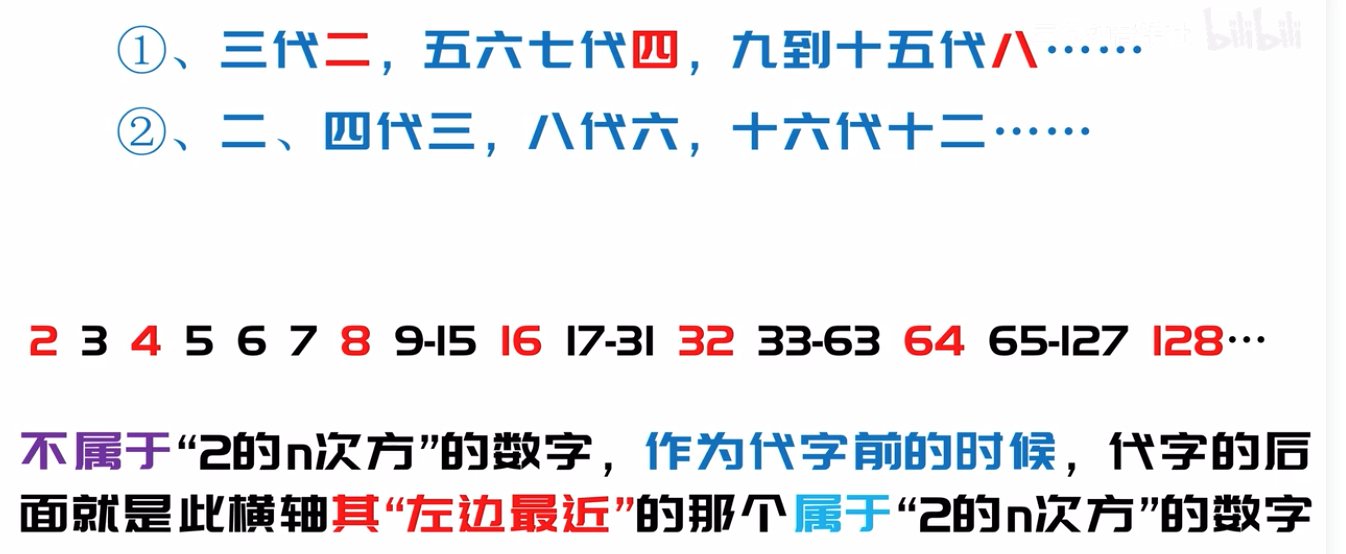 ①、三代二，五六七代四，九到十五代八……
bilibili
②、二、四代三，八代六，十六代十二……
2 3 4 5 6 7 8 9-15 16 17-31 32 33-63 64 65-127 128…
不属于“2的n次方”的数字，作为代字前的时候，代字的后
面就是此横轴其“左边最近”的那个属于“2的n次方”的数字